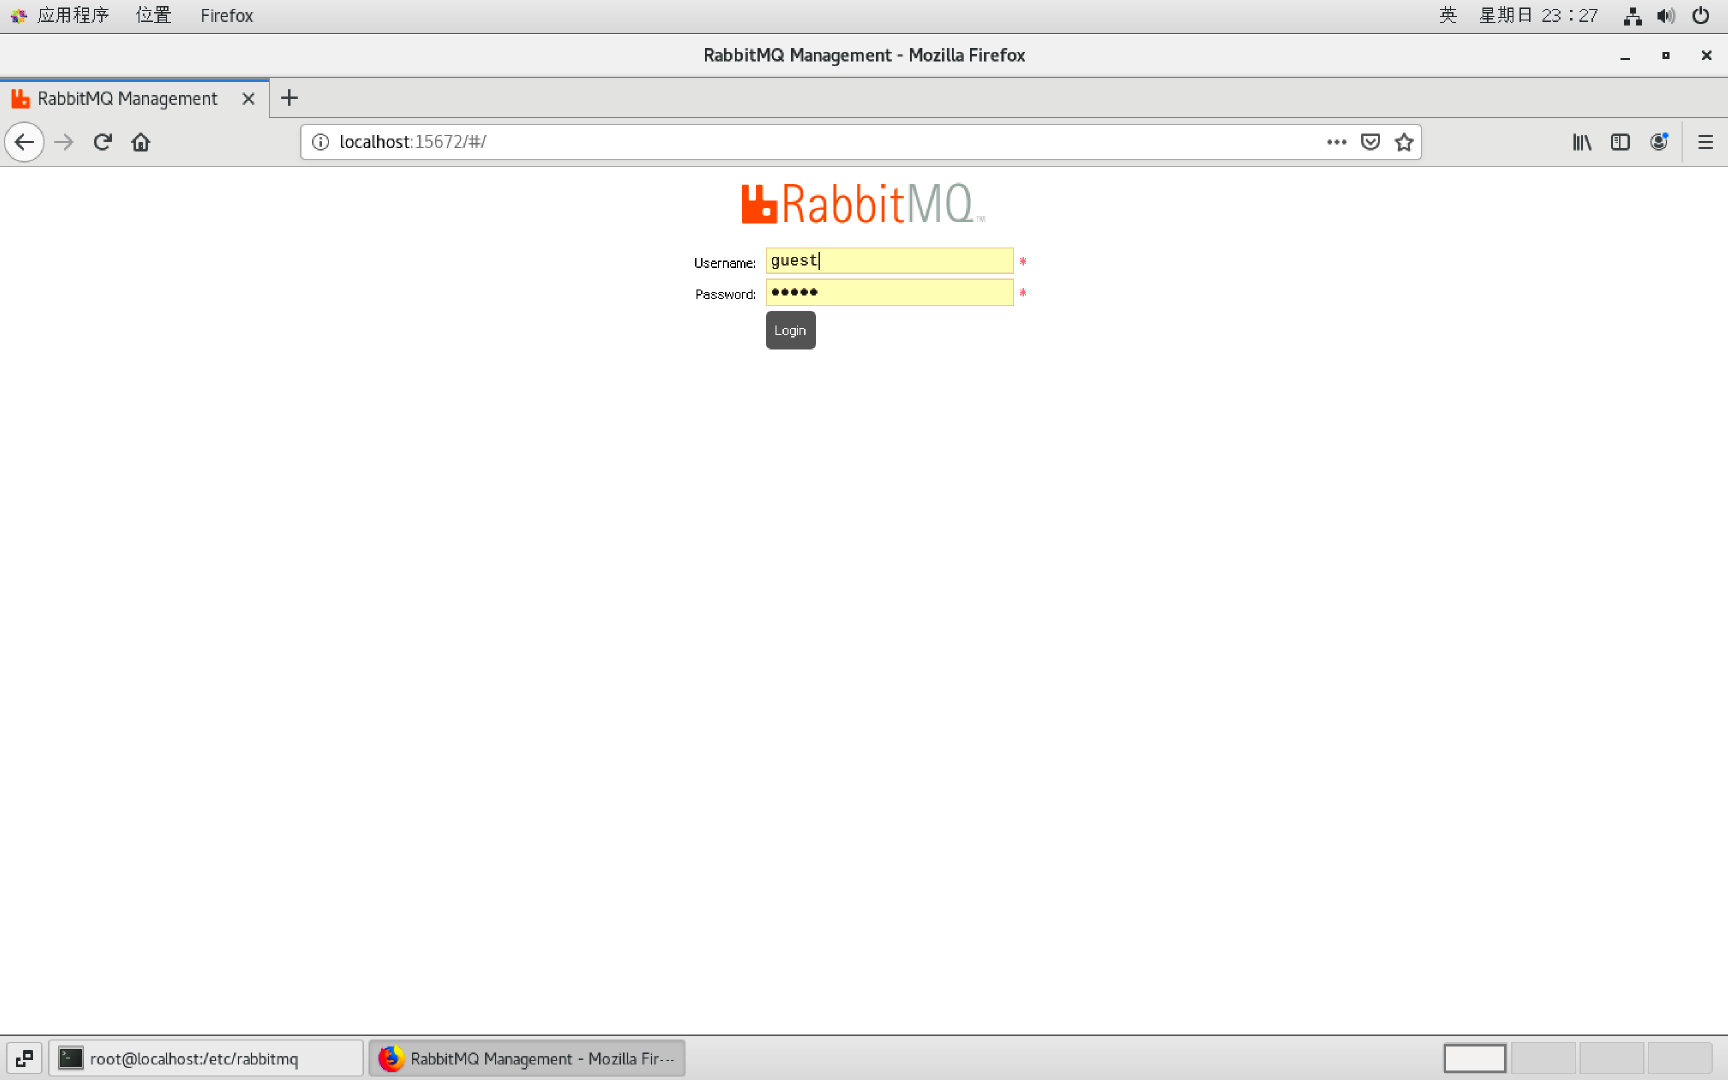 应用程序 位置 Firefox 英 星期日 23：27
RabbitMQ Management - Mozilla Firefox
RabbitMQ Management
localhost:15672/#/
RabbitMQ™
Username: guest *
Password: ••••• *
Login
root@localhost:/etc/rabbitmq RabbitMQ Management - Mozilla Fir···